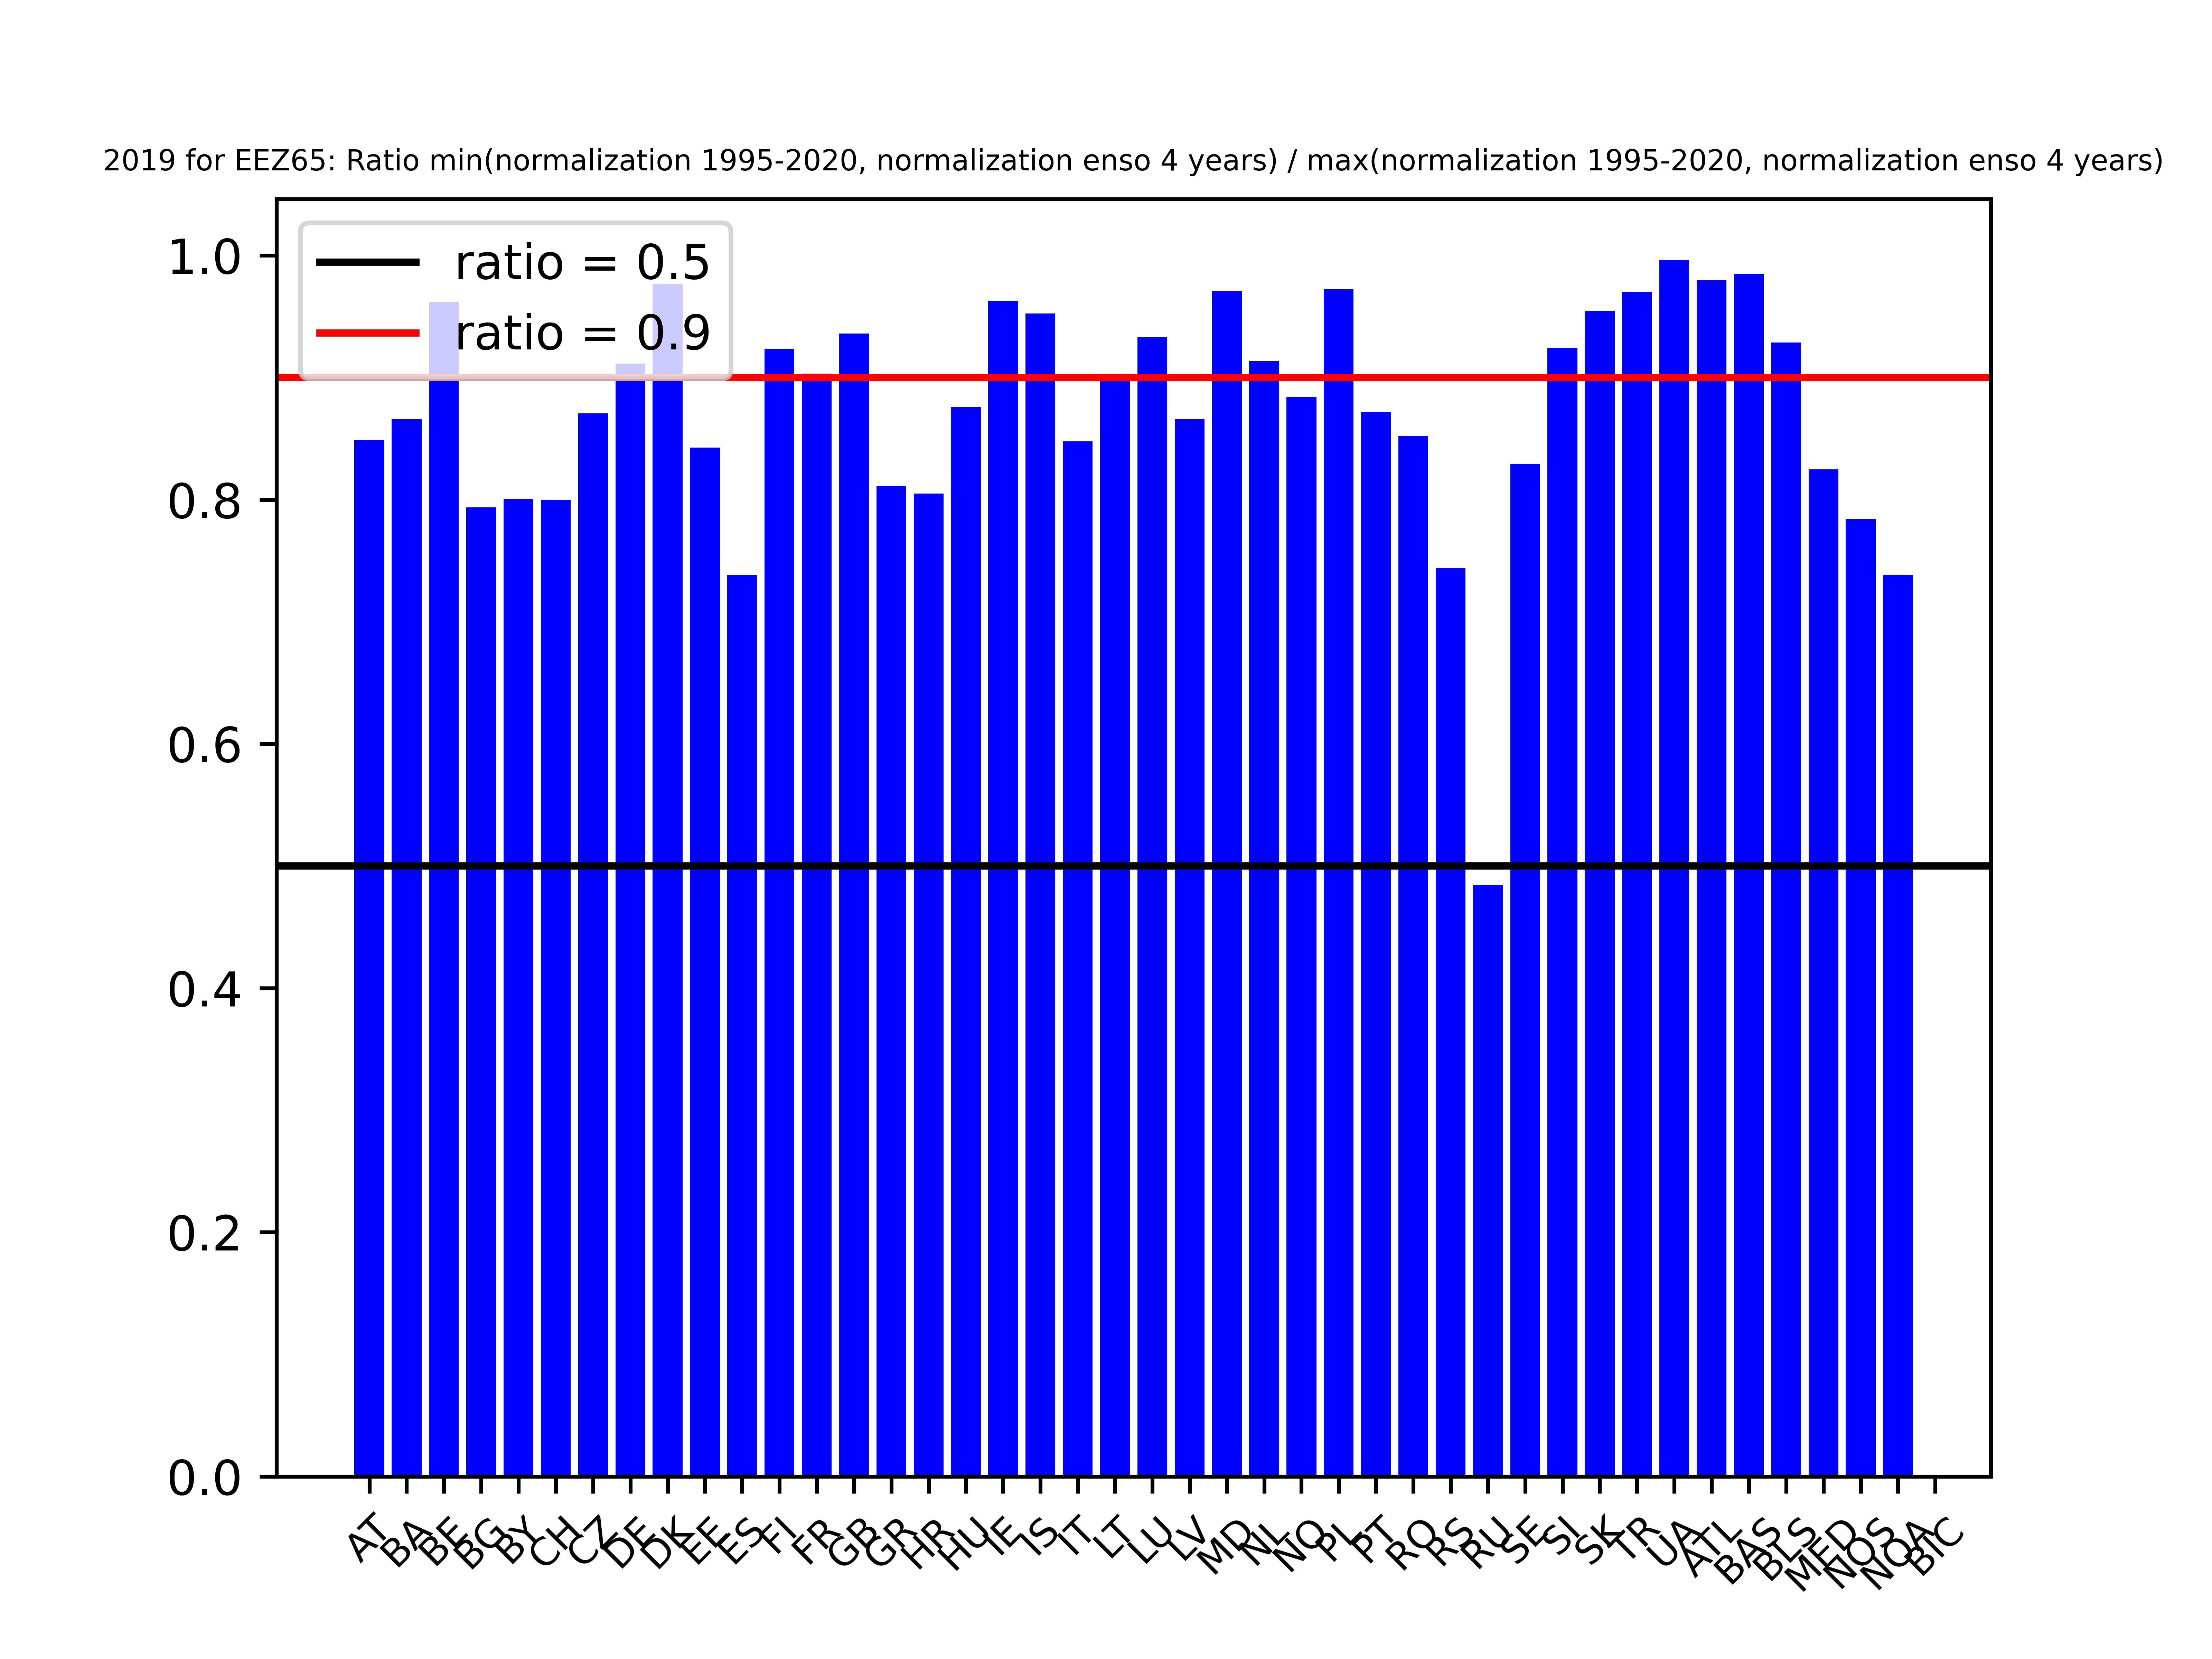 2019 for EEZ65: Ratio min(normalization 1995-2020, normalization enso 4 years) / max(normalization 1995-2020, normalization enso 4 years)
ratio = 0.5
ratio = 0.9
1.0
0.8
0.6
0.4
0.2
0.0
AT
BA
BE
BG
BY
CH
CZ
DE
DK
EE
ES
FI
FR
GB
GR
HR
HU
IE
IS
IT
LT
LU
LV
MD
NL
NO
PL
PT
RO
RS
RU
SE
SI
SK
TR
UA
ATL
BAS
BLS
MED
NOS
NOA
BIC